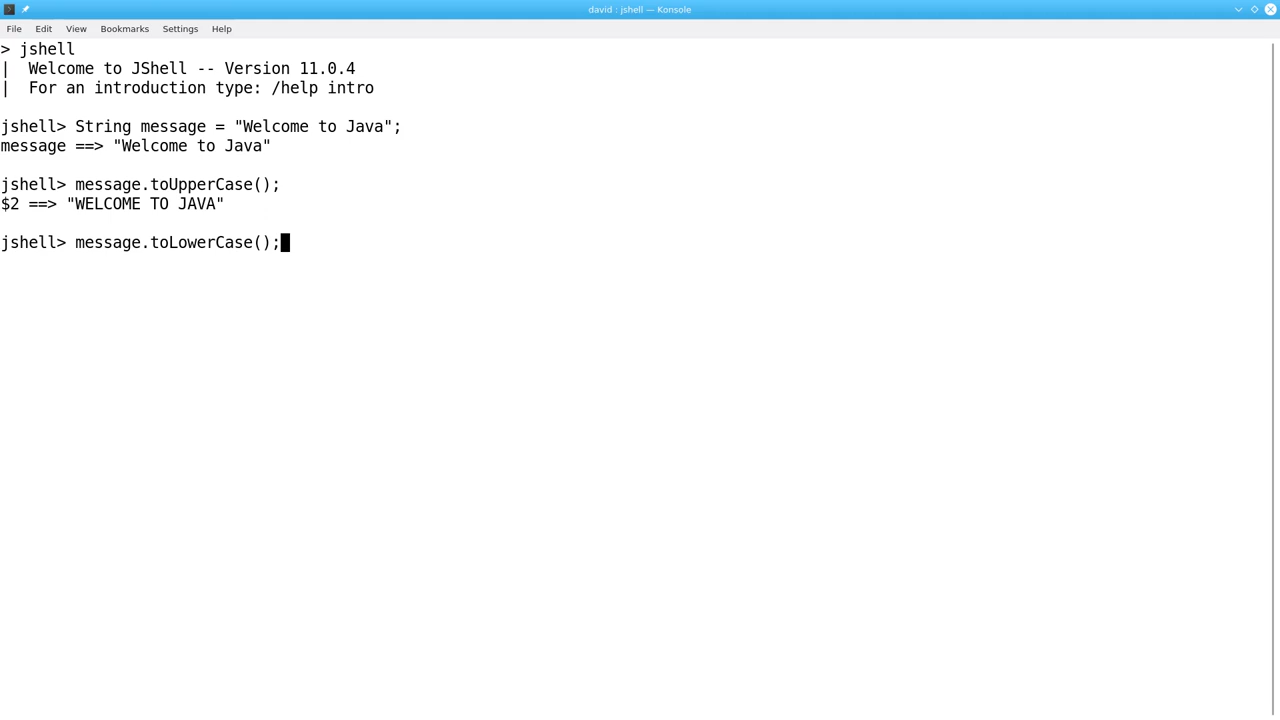 david : jshell — Konsole
File Edit View Bookmarks Settings Help
> jshell
|  Welcome to JShell -- Version 11.0.4
|  For an introduction type: /help intro
jshell> String message = "Welcome to Java";
message ==> "Welcome to Java"
jshell> message.toUpperCase();
$2 ==> "WELCOME TO JAVA"
jshell> message.toLowerCase();